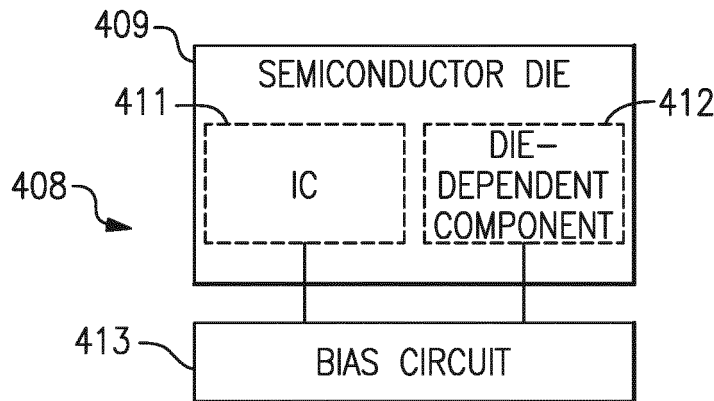 409
SEMICONDUCTOR DIE
411
412
IC
DIE-
DEPENDENT
COMPONENT
408
413
BIAS CIRCUIT